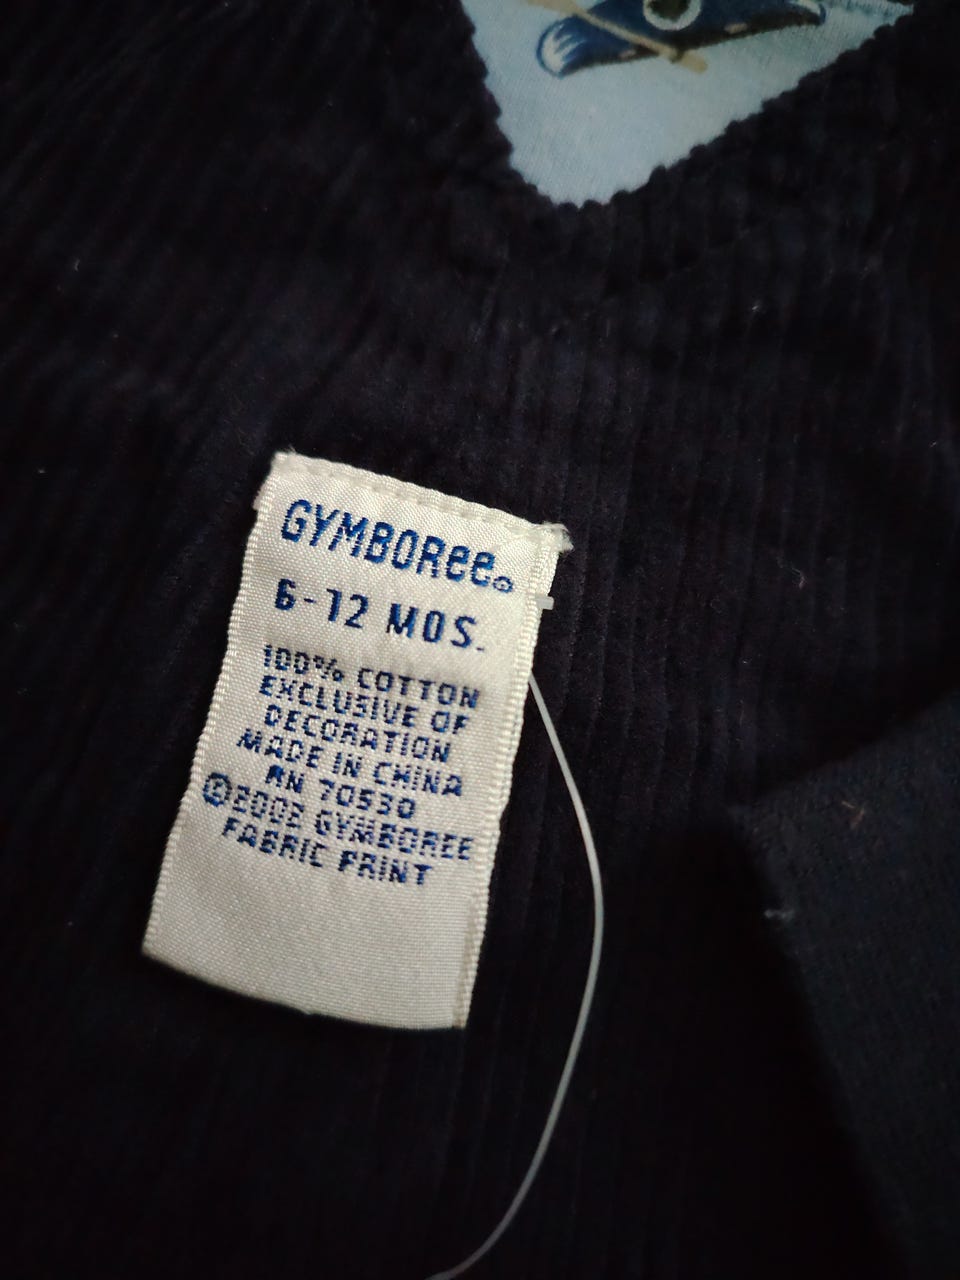 GYMBOREE®
6-12 MOS.
100% COTTON
EXCLUSIVE OF
DECORATION
MADE IN CHINA
RN 70530
©2002 GYMBOREE
FABRIC PRINT